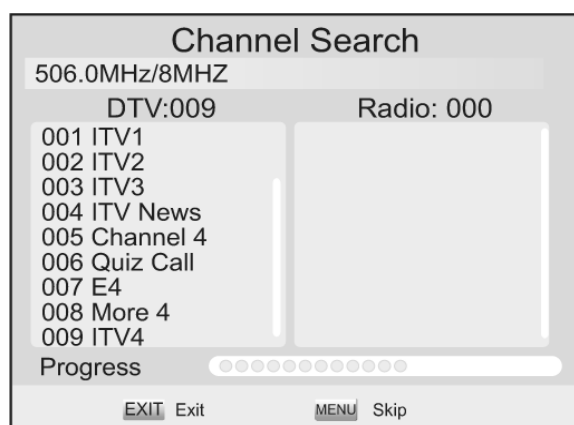 Channel Search
506.0MHz/8MHZ
DTV:009
Radio: 000
001 ITV1
002 ITV2
003 ITV3
004 ITV News
005 Channel 4
006 Quiz Call
007 E4
008 More 4
009 ITV4
Progress
EXIT Exit
MENU Skip